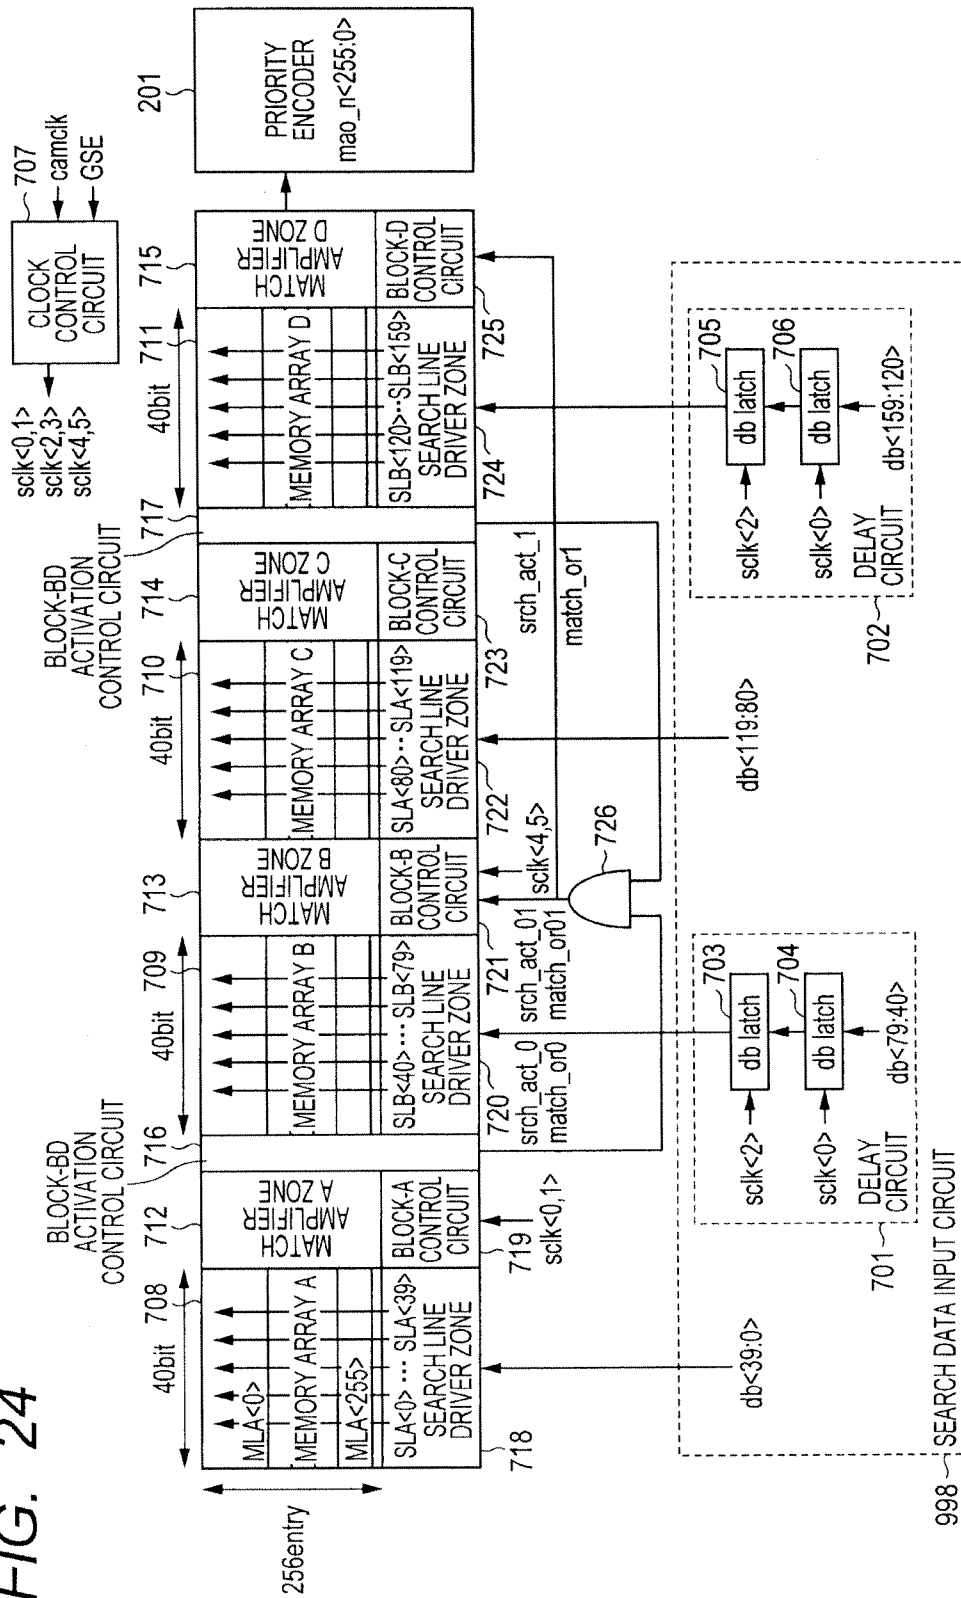 FIG. 24
sclk<0,1>
sclk<2,3>
sclk<4,5>
CLOCK
CONTROL
CIRCUIT
707
camclk
GSE
BLOCK-BD
ACTIVATION
CONTROL CIRCUIT
BLOCK-BD
ACTIVATION
CONTROL CIRCUIT
40bit
708
712
716
40bit
709
713
40bit
710
714
717
40bit
711
715
201
256entry
MLA<0>
MEMORY ARRAY A
MLA<255>
SLA<0> ··· SLA<39>
SEARCH LINE
DRIVER ZONE
MATCH
AMPLIFIER
A ZONE
BLOCK-A
CONTROL
CIRCUIT
MEMORY ARRAY B
SLB<40> ··· SLB<79>
SEARCH LINE
DRIVER ZONE
MATCH
AMPLIFIER
B ZONE
BLOCK-B
CONTROL
CIRCUIT
MEMORY ARRAY C
SLA<80> ·· SLA<119>
SEARCH LINE
DRIVER ZONE
MATCH
AMPLIFIER
C ZONE
BLOCK-C
CONTROL
CIRCUIT
MEMORY ARRAY D
SLB<120>··SLB<159>
SEARCH LINE
DRIVER ZONE
MATCH
AMPLIFIER
D ZONE
BLOCK-D
CONTROL
CIRCUIT
PRIORITY
ENCODER
mao_n<255:0>
718
719
sclk<0,1>
720
srch_act_0
match_or0
721
srch_act_01
match_or01
sclk<4,5>
722
723
srch_act_1
match_or1
724
725
726
db<39:0>
703
db latch
sclk<2>
704
db latch
sclk<0>
DELAY
CIRCUIT
701
db<79:40>
db<119:80>
705
db latch
sclk<2>
706
db latch
sclk<0>
DELAY
CIRCUIT
702
db<159:120>
998
SEARCH DATA INPUT CIRCUIT